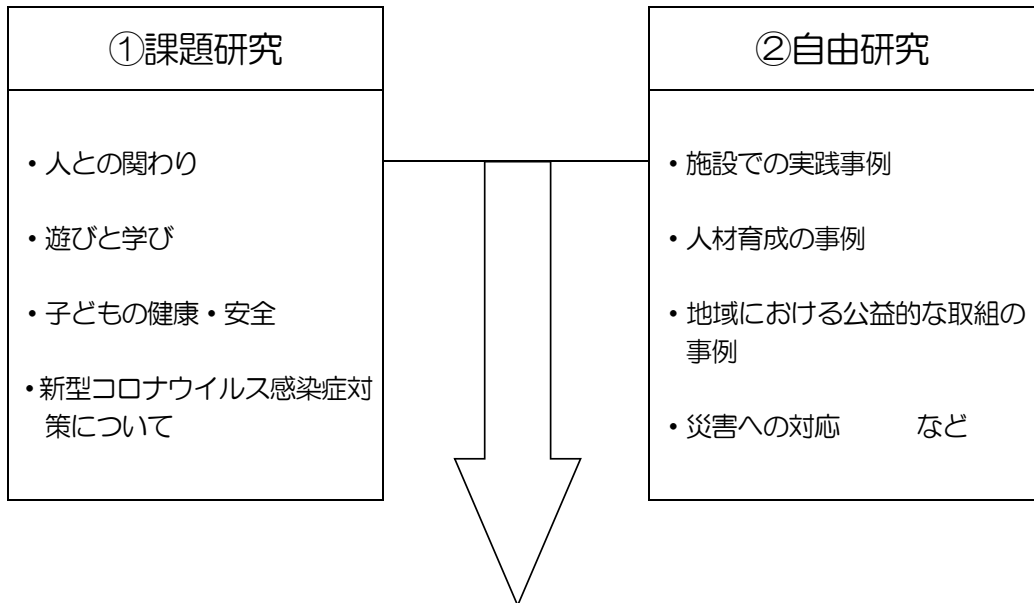 ①課題研究
・人との関わり
・遊びと学び
・子どもの健康・安全
・新型コロナウイルス感染症対
策について
②自由研究
・施設での実践事例
・人材育成の事例
・地域における公益的な取組の
事例
・災害への対応　　　など